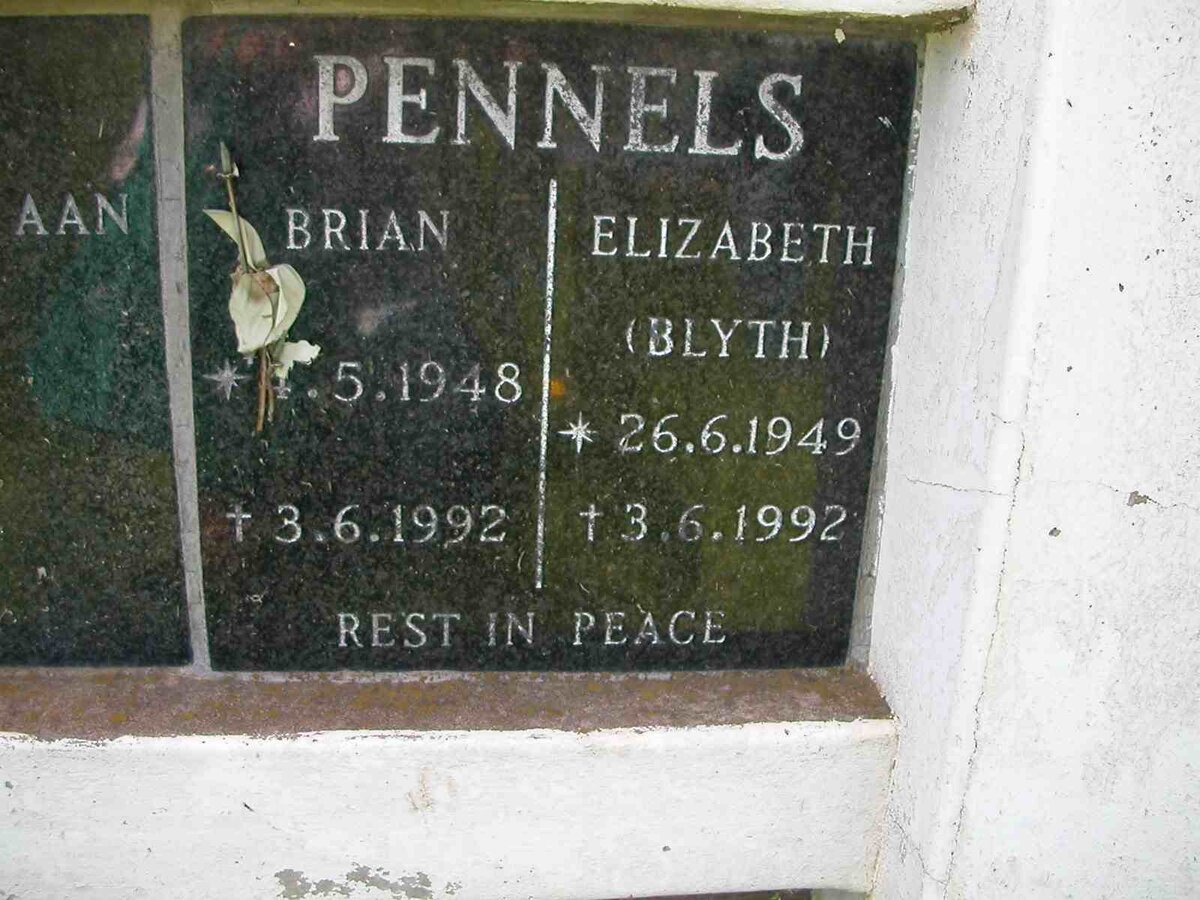 PENNELS
AAN
BRIAN
.5.1948
† 3.6.1992
ELIZABETH
(BLYTH)
* 26.6.1949
† 3.6.1992
REST IN PEACE